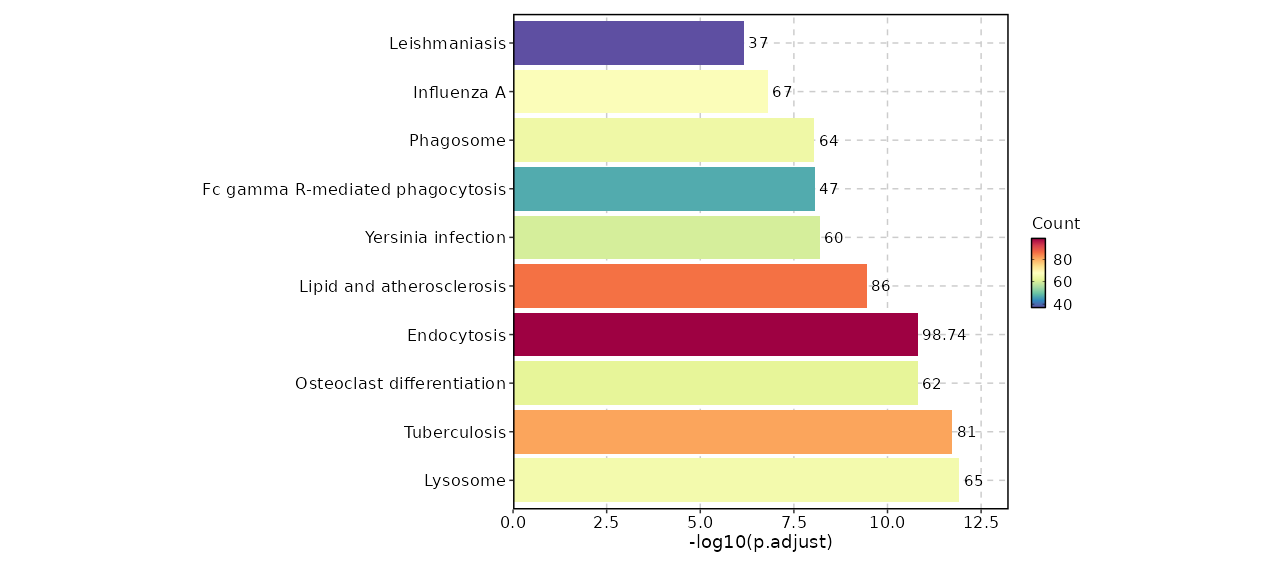 Leishmaniasis 37
Influenza A 67
Phagosome 64
Fc gamma R-mediated phagocytosis 47
Yersinia infection 60
Lipid and atherosclerosis 86
Endocytosis 98.74
Osteoclast differentiation 62
Tuberculosis 81
Lysosome 65
0.0 2.5 5.0 7.5 10.0 12.5
-log10(p.adjust)
Count
80
60
40